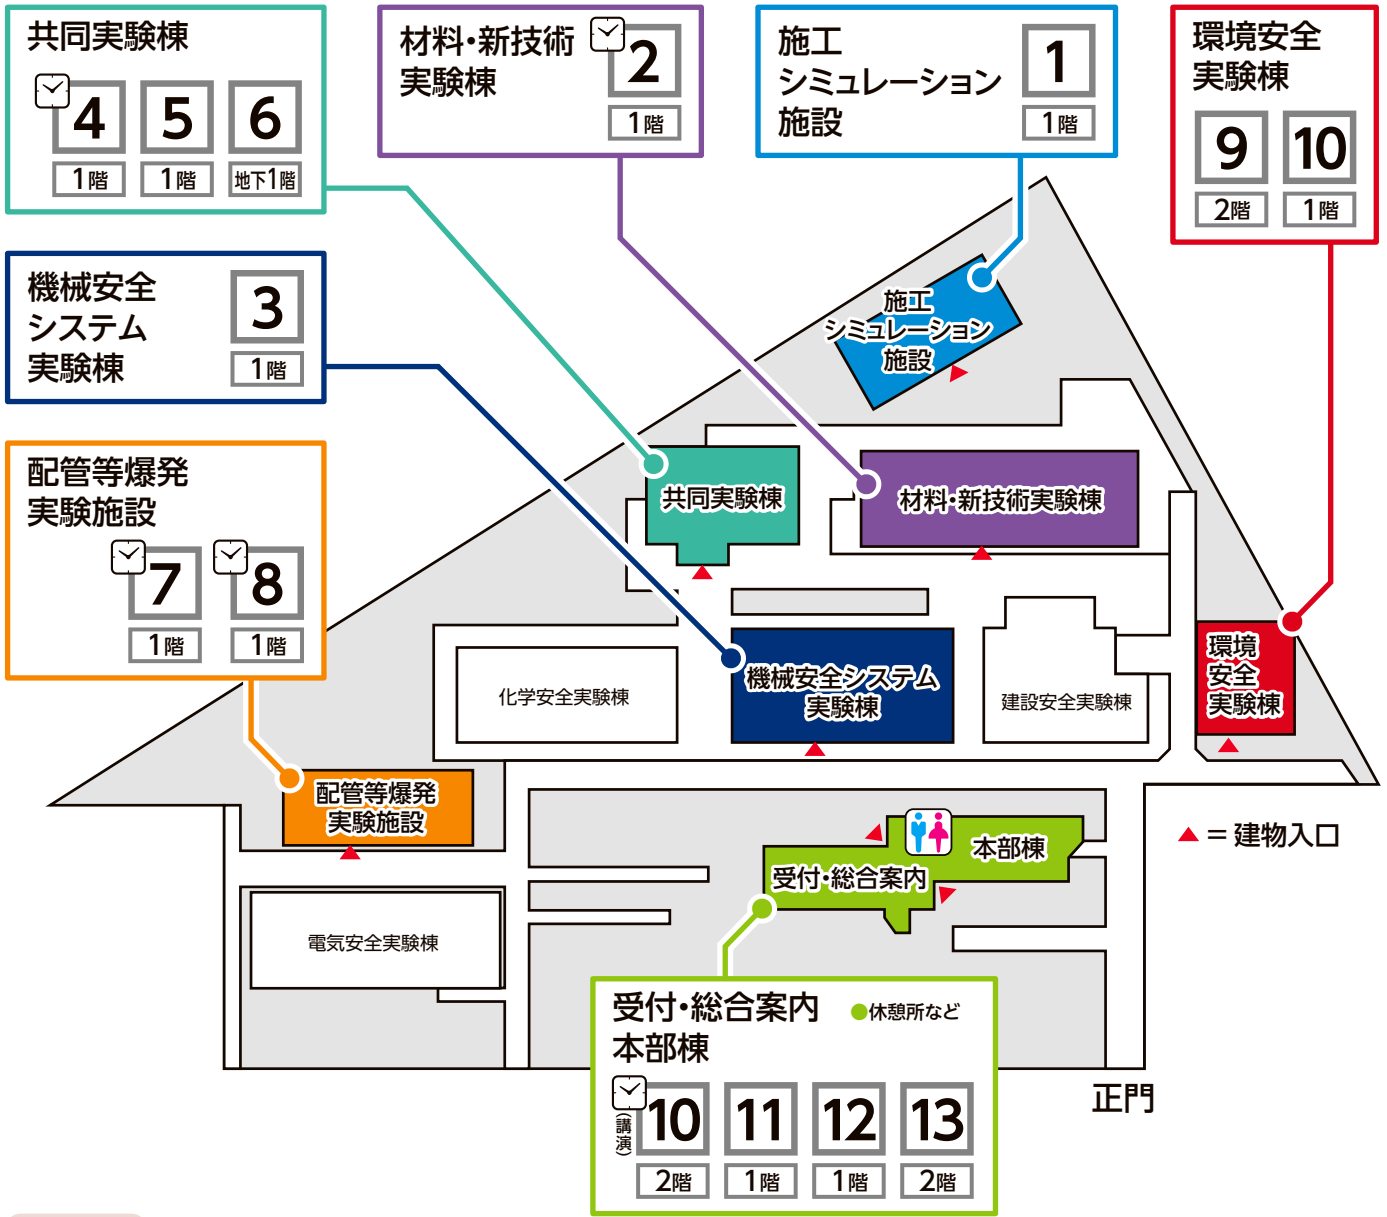 共同実験棟
4
5
6
1階
1階
地下1階
材料・新技術
実験棟
2
1階
施工
シミュレーション
施設
1
1階
環境安全
実験棟
9
10
2階
1階
機械安全
システム
実験棟
3
1階
配管等爆発
実験施設
7
8
1階
1階
施工
シミュレーション
施設
共同実験棟
材料・新技術実験棟
化学安全実験棟
機械安全システム
実験棟
建設安全実験棟
環境
安全
実験棟
配管等爆発
実験施設
本部棟
受付・総合案内
▲=建物入口
電気安全実験棟
受付・総合案内
●休憩所など
本部棟
(講演)
10
11
12
13
2階
1階
1階
2階
正門